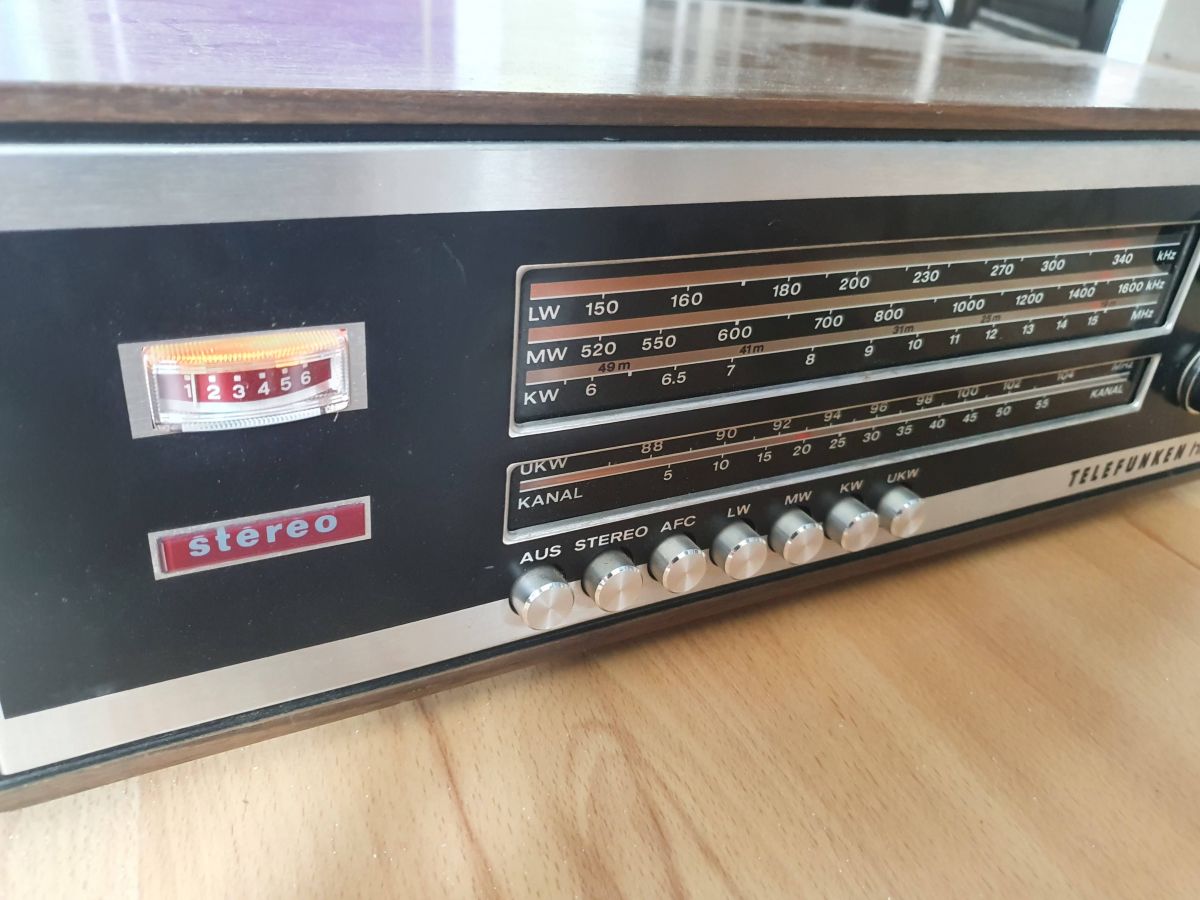 LW 150 160 180 200 230 270 300 340 kHz
MW 520 550 600 700 800 1000 1200 1400 1600 kHz
49m 41m 31m 25m
KW 6 6.5 7 8 9 10 11 12 13 14 15 MHz
1 2 3 4 5 6
UKW 88 90 92 94 96 98 100 102 104 MHz
KANAL 5 10 15 20 25 30 35 40 45 50 55 KANAL
stereo
TELEFUNKEN
AUS STEREO AFC LW MW KW UKW